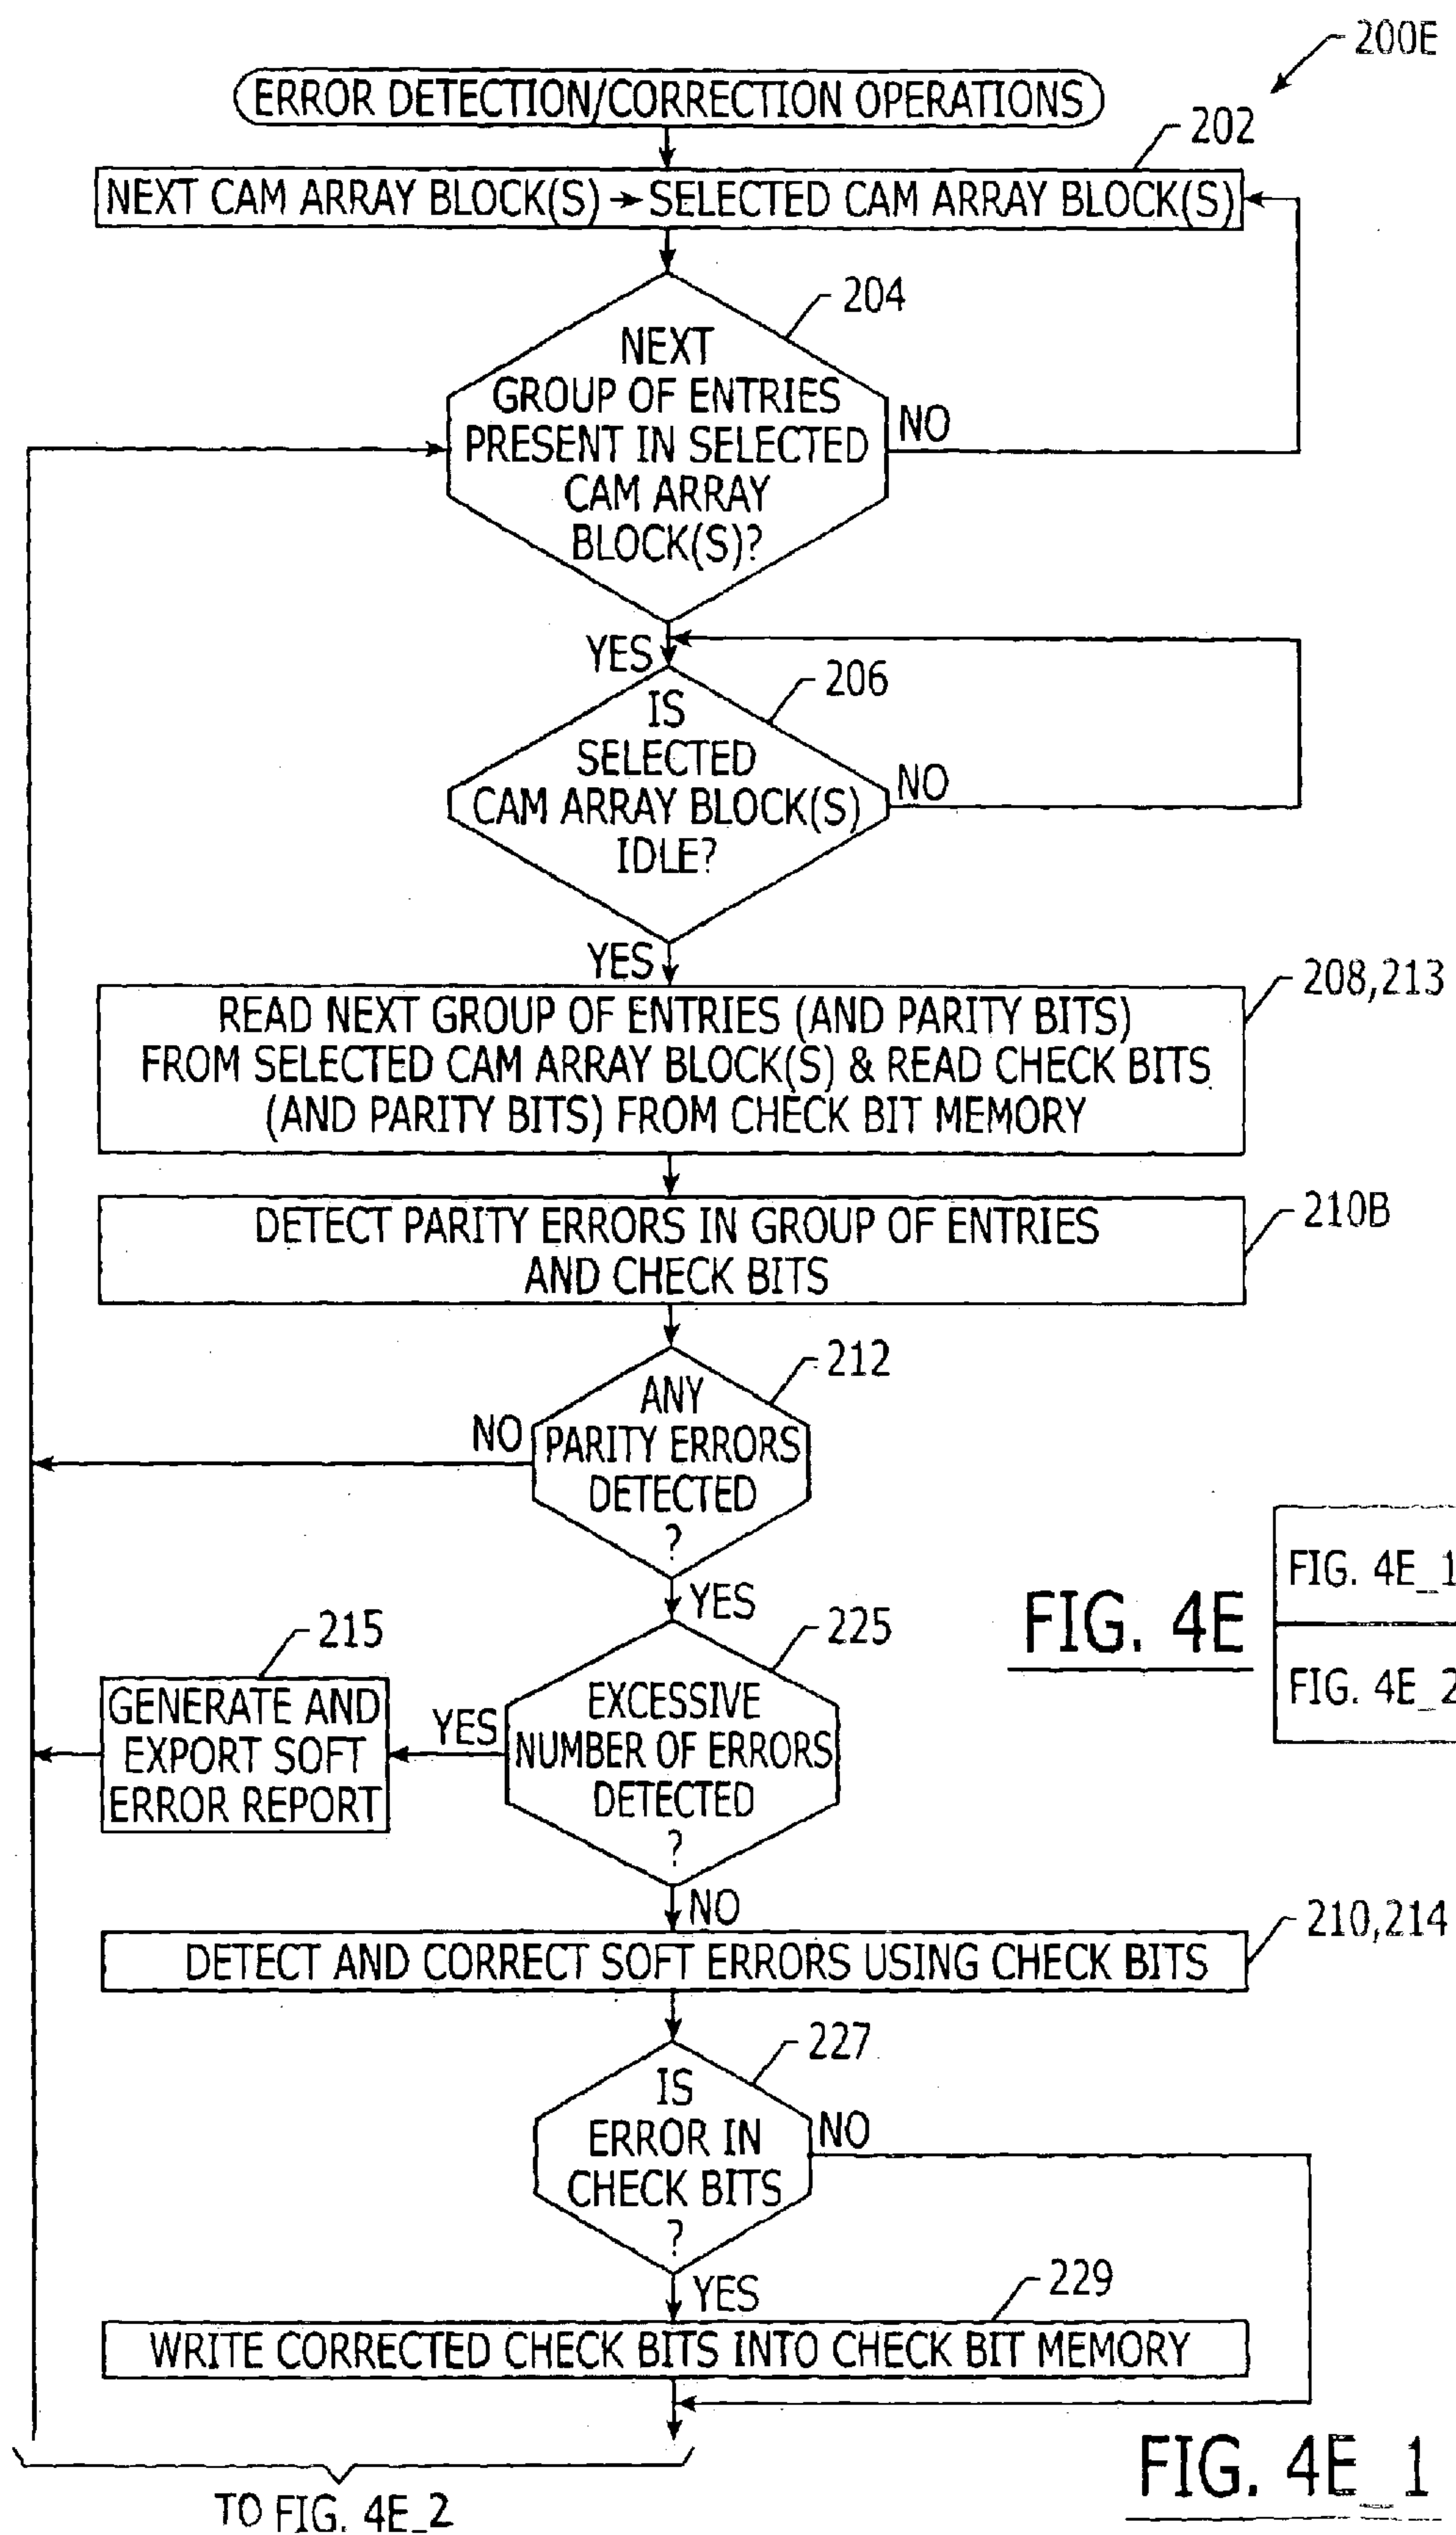 200E
ERROR DETECTION/CORRECTION OPERATIONS
202
NEXT CAM ARRAY BLOCK(S) → SELECTED CAM ARRAY BLOCK(S)
204
NEXT
GROUP OF ENTRIES
PRESENT IN SELECTED
CAM ARRAY
BLOCK(S)?
NO
YES
206
IS
SELECTED
CAM ARRAY BLOCK(S)
IDLE?
NO
YES
208,213
READ NEXT GROUP OF ENTRIES (AND PARITY BITS)
FROM SELECTED CAM ARRAY BLOCK(S) & READ CHECK BITS
(AND PARITY BITS) FROM CHECK BIT MEMORY
210B
DETECT PARITY ERRORS IN GROUP OF ENTRIES
AND CHECK BITS
212
ANY
PARITY ERRORS
DETECTED
?
NO
YES
FIG. 4E
FIG. 4E_1
FIG. 4E_2
215
GENERATE AND
EXPORT SOFT
ERROR REPORT
YES
225
EXCESSIVE
NUMBER OF ERRORS
DETECTED
?
NO
210,214
DETECT AND CORRECT SOFT ERRORS USING CHECK BITS
227
IS
ERROR IN
CHECK BITS
?
NO
YES
229
WRITE CORRECTED CHECK BITS INTO CHECK BIT MEMORY
TO FIG. 4E_2
FIG. 4E_1